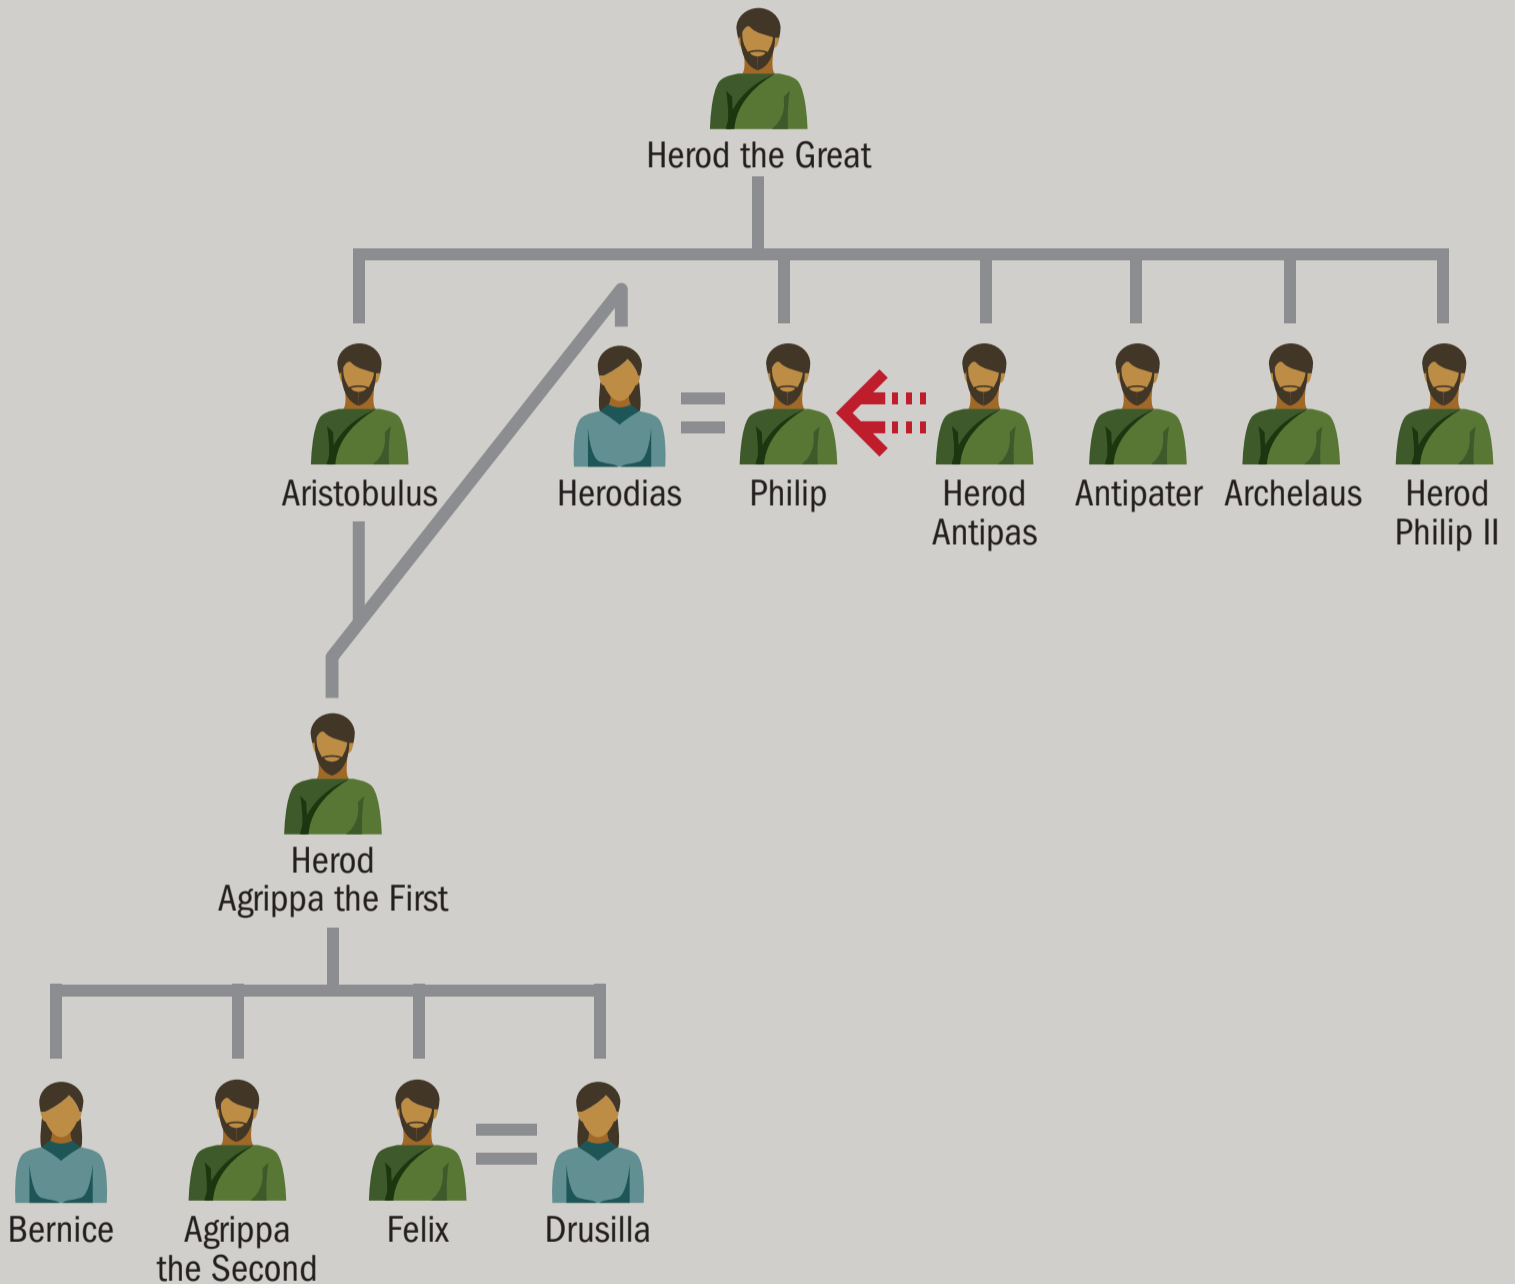 Herod the Great
Aristobulus
Herodias
Philip
Herod
Antipas
Antipater
Archelaus
Herod
Philip II
Herod
Agrippa the First
Bernice
Agrippa
the Second
Felix
Drusilla